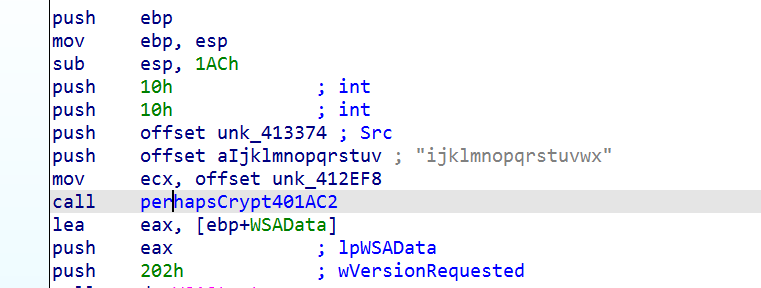 push    ebp
mov     ebp, esp
sub     esp, 1ACh
push    10h             ; int
push    10h             ; int
push    offset unk_413374 ; Src
push    offset aIjklmnopqrstuv ; "ijklmnopqrstuvwx"
mov     ecx, offset unk_412EF8
call    perhapsCrypt401AC2
lea     eax, [ebp+WSAData]
push    eax             ; lpWSAData
push    202h            ; wVersionRequested